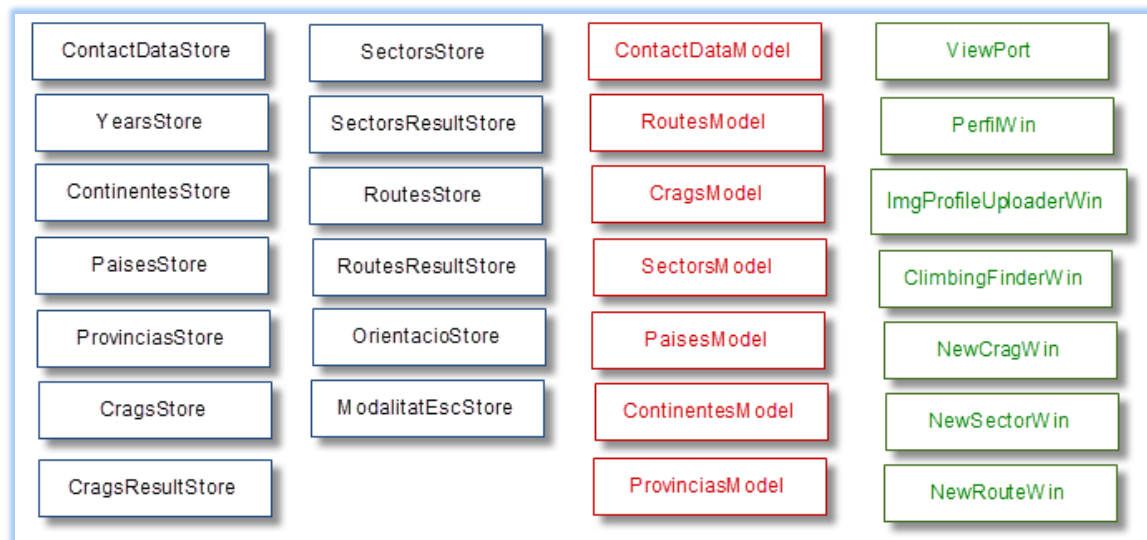 ContactDataStore
YearsStore
ContinentesStore
PaisesStore
ProvinciasStore
CragsStore
CragsResultStore
SectorsStore
SectorsResultStore
RoutesStore
RoutesResultStore
OrientacioStore
ModalitatEscStore
ContactDataModel
RoutesModel
CragsModel
SectorsModel
PaisesModel
ContinentesModel
ProvinciasModel
ViewPort
PerfilWin
ImgProfileUploaderWin
ClimbingFinderWin
NewCragWin
NewSectorWin
NewRouteWin